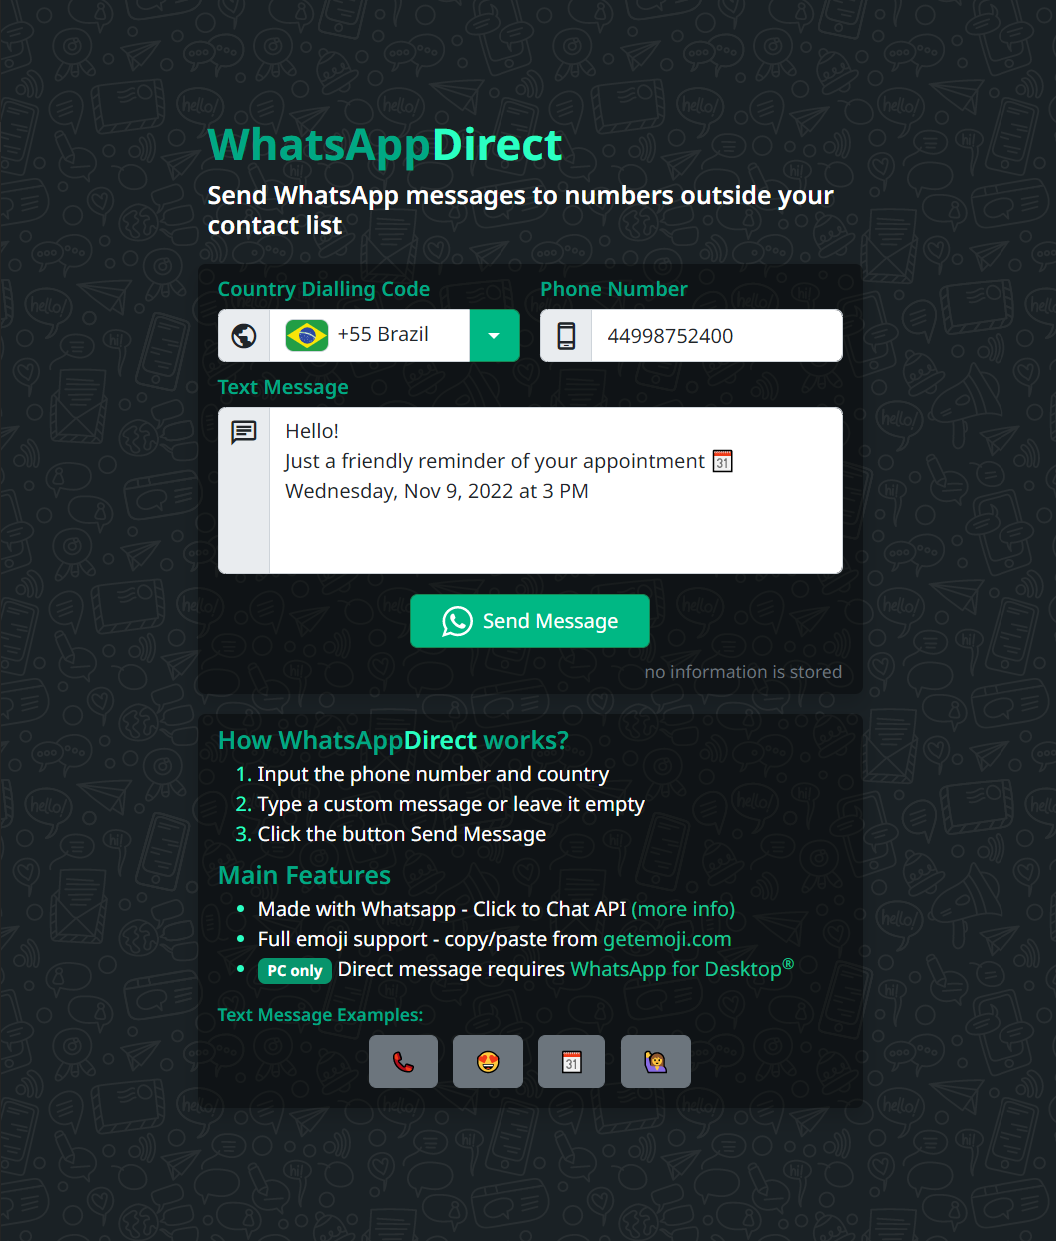 WhatsAppDirect
Send WhatsApp messages to numbers outside your
contact list
Country Dialling Code
Phone Number
+55 Brazil
44998752400
Text Message
Hello!
Just a friendly reminder of your appointment 📅
Wednesday, Nov 9, 2022 at 3 PM
Send Message
no information is stored
How WhatsAppDirect works?
1. Input the phone number and country
2. Type a custom message or leave it empty
3. Click the button Send Message
Main Features
• Made with Whatsapp - Click to Chat API (more info)
• Full emoji support - copy/paste from getemoji.com
• PC only Direct message requires WhatsApp for Desktop®
Text Message Examples:
📞 😍 📅 🙋